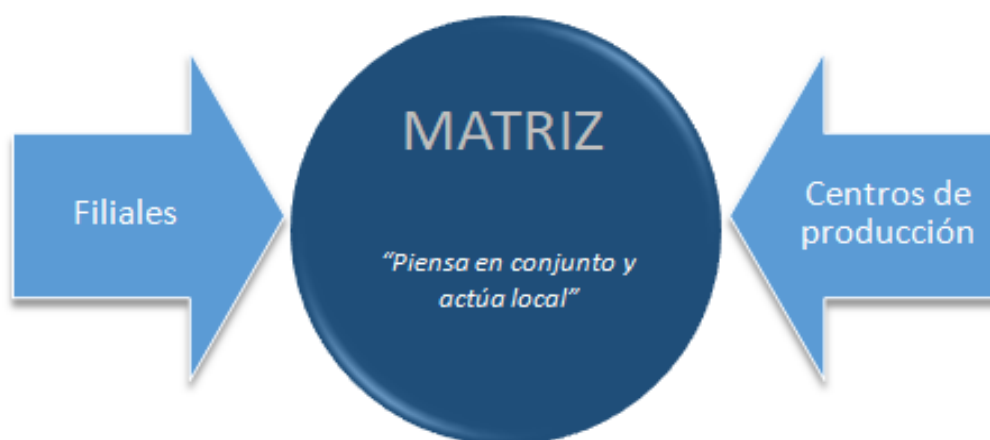 MATRIZ
Filiales
“Piensa en conjunto y
actúa local”
Centros de
producción